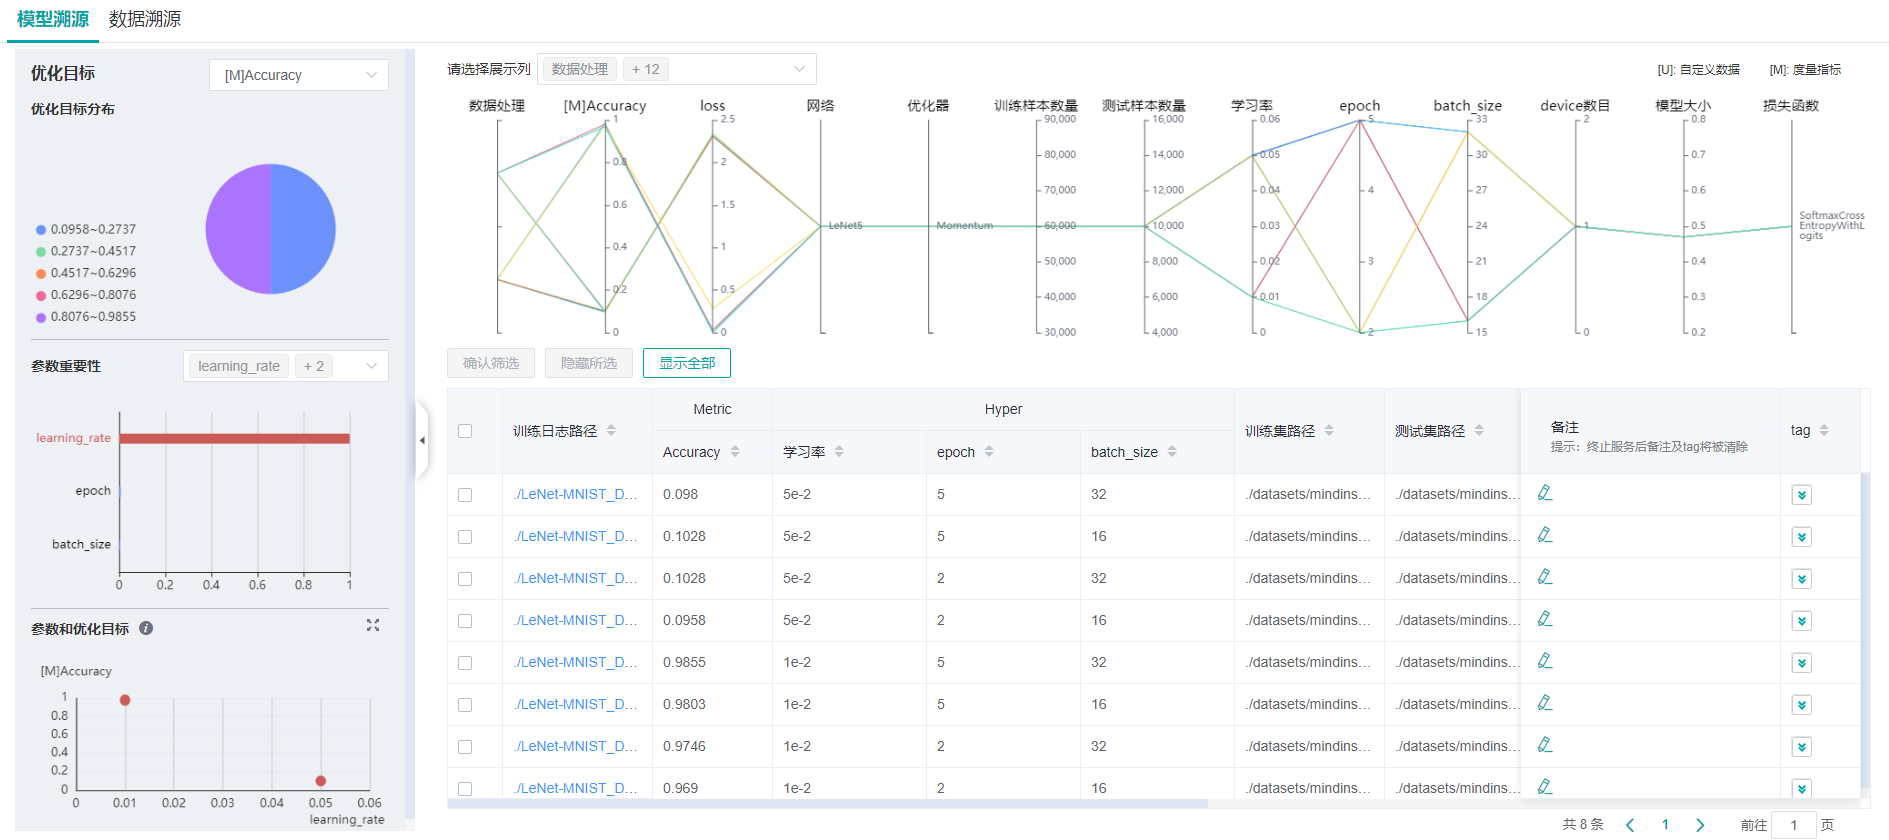 模型溯源 数据溯源
优化目标 [M]Accuracy
优化目标分布
0.0958~0.2737
0.2737~0.4517
0.4517~0.6296
0.6296~0.8076
0.8076~0.9855
参数重要性 learning_rate + 2
learning_rate
epoch
batch_size
0 0.2 0.4 0.6 0.8 1
参数和优化目标 i
[M]Accuracy
1
0.8
0.6
0.4
0.2
0
0 0.01 0.02 0.03 0.04 0.05 0.06
learning_rate
请选择展示列 数据处理 + 12
[U]: 自定义数据 [M]: 度量指标
数据处理 [M]Accuracy loss 网络 优化器 训练样本数量 测试样本数量 学习率 epoch batch_size device数目 模型大小 损失函数
1 2.5 90,000 16,000 0.06 5 33 2 0.8
0.8 2 80,000 14,000 0.05 30 0.7
0.6 1.5 70,000 12,000 0.04 4 27 0.6
LeNet5 Momentum 60,000 10,000 0.03 24 1 0.5 SoftmaxCross
EntropyWithL
ogits
0.4 1 50,000 8,000 0.02 3 21 0.4
0.2 0.5 40,000 6,000 0.01 18 0.3
0 0 30,000 4,000 0 2 15 0 0.2
确认筛选 隐藏所选 显示全部
Metric Hyper
训练日志路径 Accuracy 学习率 epoch batch_size 训练集路径 测试集路径 备注 tag
提示：终止服务后备注及tag将被清除
./LeNet-MNIST_D... 0.098 5e-2 5 32 ./datasets/mindins... ./datasets/mindins...
./LeNet-MNIST_D... 0.1028 5e-2 5 16 ./datasets/mindins... ./datasets/mindins...
./LeNet-MNIST_D... 0.1028 5e-2 2 32 ./datasets/mindins... ./datasets/mindins...
./LeNet-MNIST_D... 0.0958 5e-2 2 16 ./datasets/mindins... ./datasets/mindins...
./LeNet-MNIST_D... 0.9855 1e-2 5 32 ./datasets/mindins... ./datasets/mindins...
./LeNet-MNIST_D... 0.9803 1e-2 5 16 ./datasets/mindins... ./datasets/mindins...
./LeNet-MNIST_D... 0.9746 1e-2 2 32 ./datasets/mindins... ./datasets/mindins...
./LeNet-MNIST_D... 0.969 1e-2 2 16 ./datasets/mindins... ./datasets/mindins...
共 8 条 1 前往 1 页